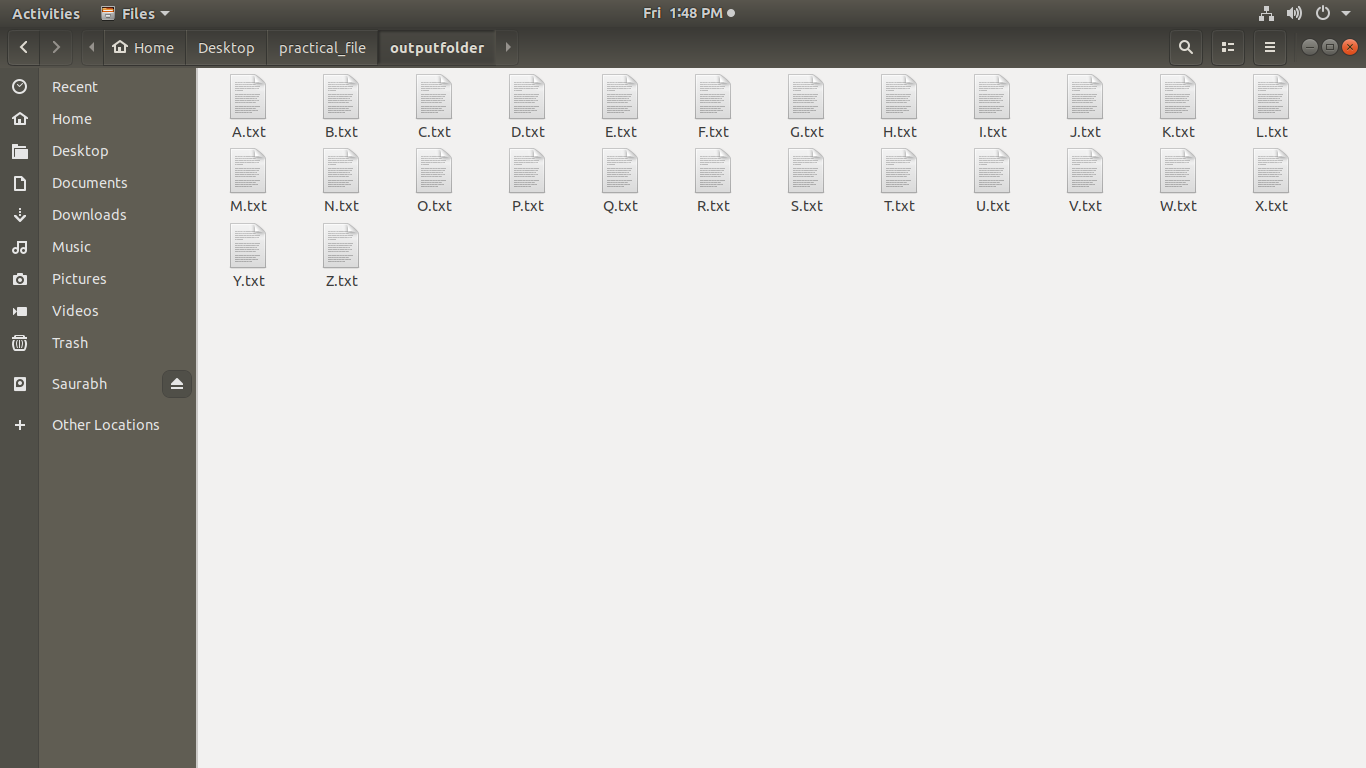 Activities Files Fri 1:48 PM
Home Desktop practical_file outputfolder
Recent
Home
Desktop
Documents
Downloads
Music
Pictures
Videos
Trash
Saurabh
Other Locations
A.txt B.txt C.txt D.txt E.txt F.txt G.txt H.txt I.txt J.txt K.txt L.txt
M.txt N.txt O.txt P.txt Q.txt R.txt S.txt T.txt U.txt V.txt W.txt X.txt
Y.txt Z.txt